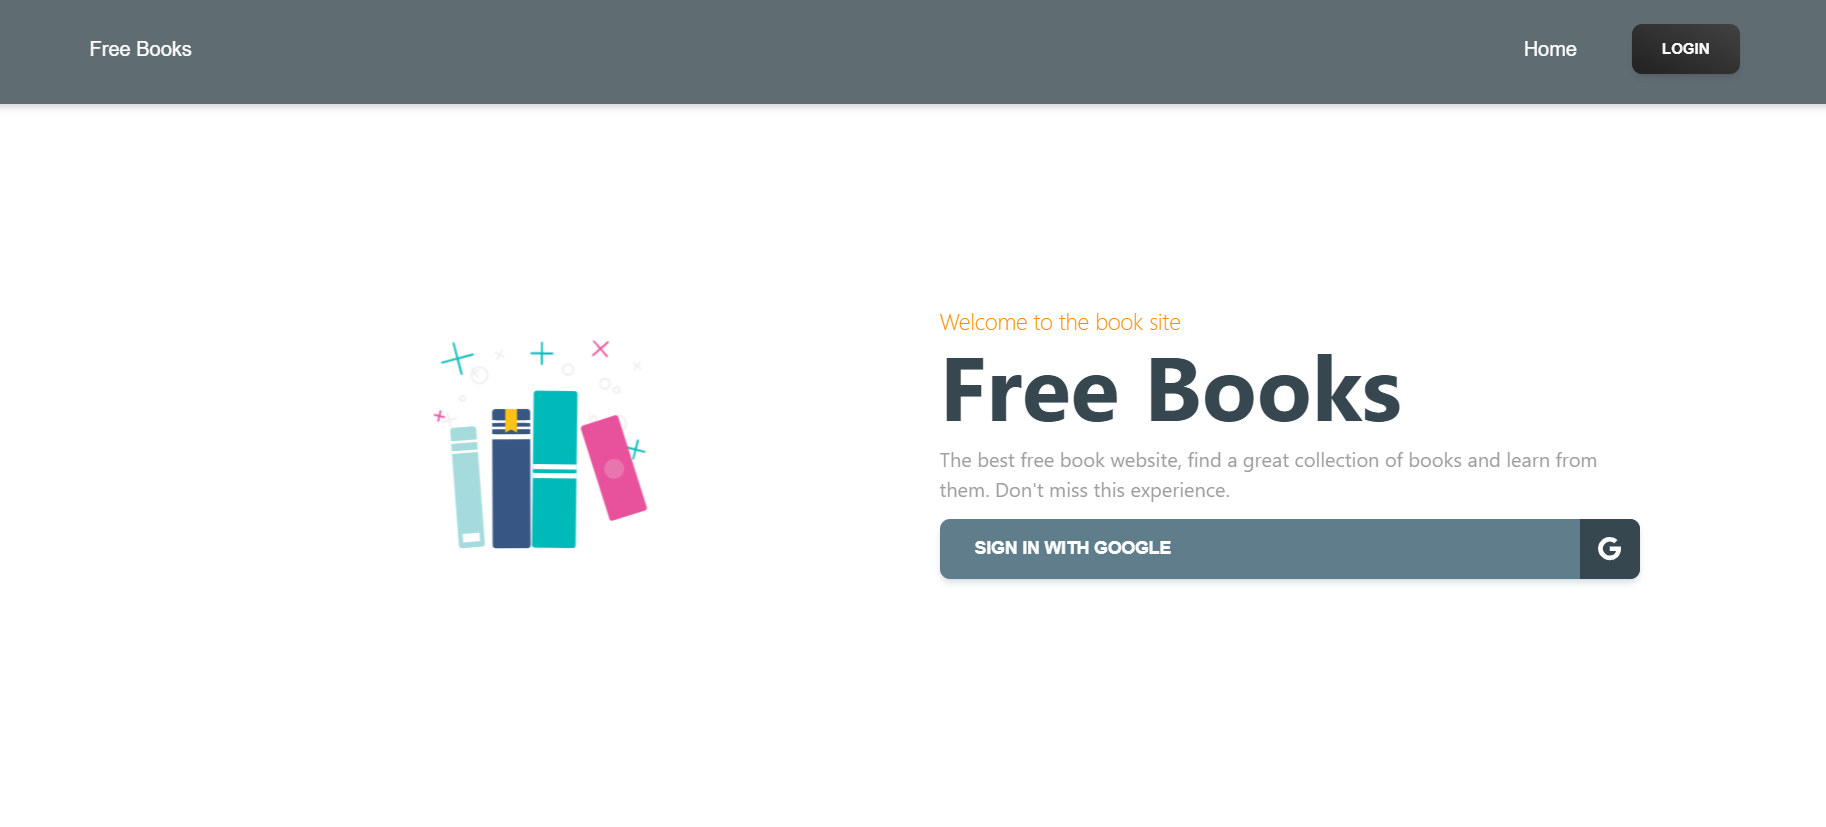 Free Books
Home
LOGIN
Welcome to the book site
Free Books
The best free book website, find a great collection of books and learn from
them. Don't miss this experience.
SIGN IN WITH GOOGLE
G